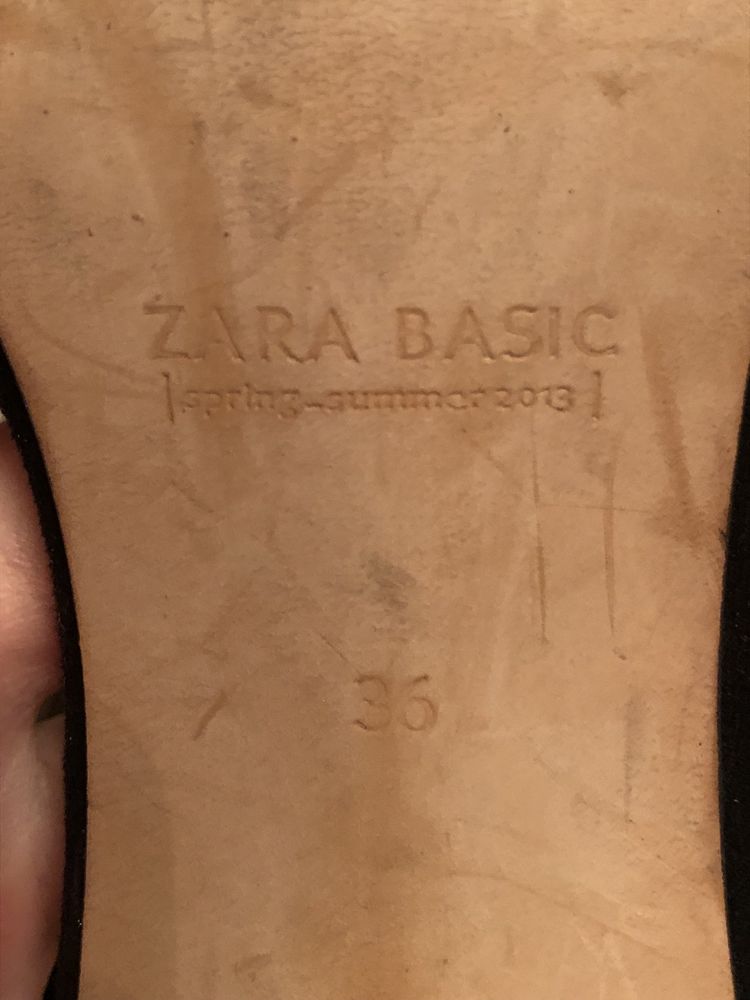 ZARA BASIC
|spring_summer 2013|
36